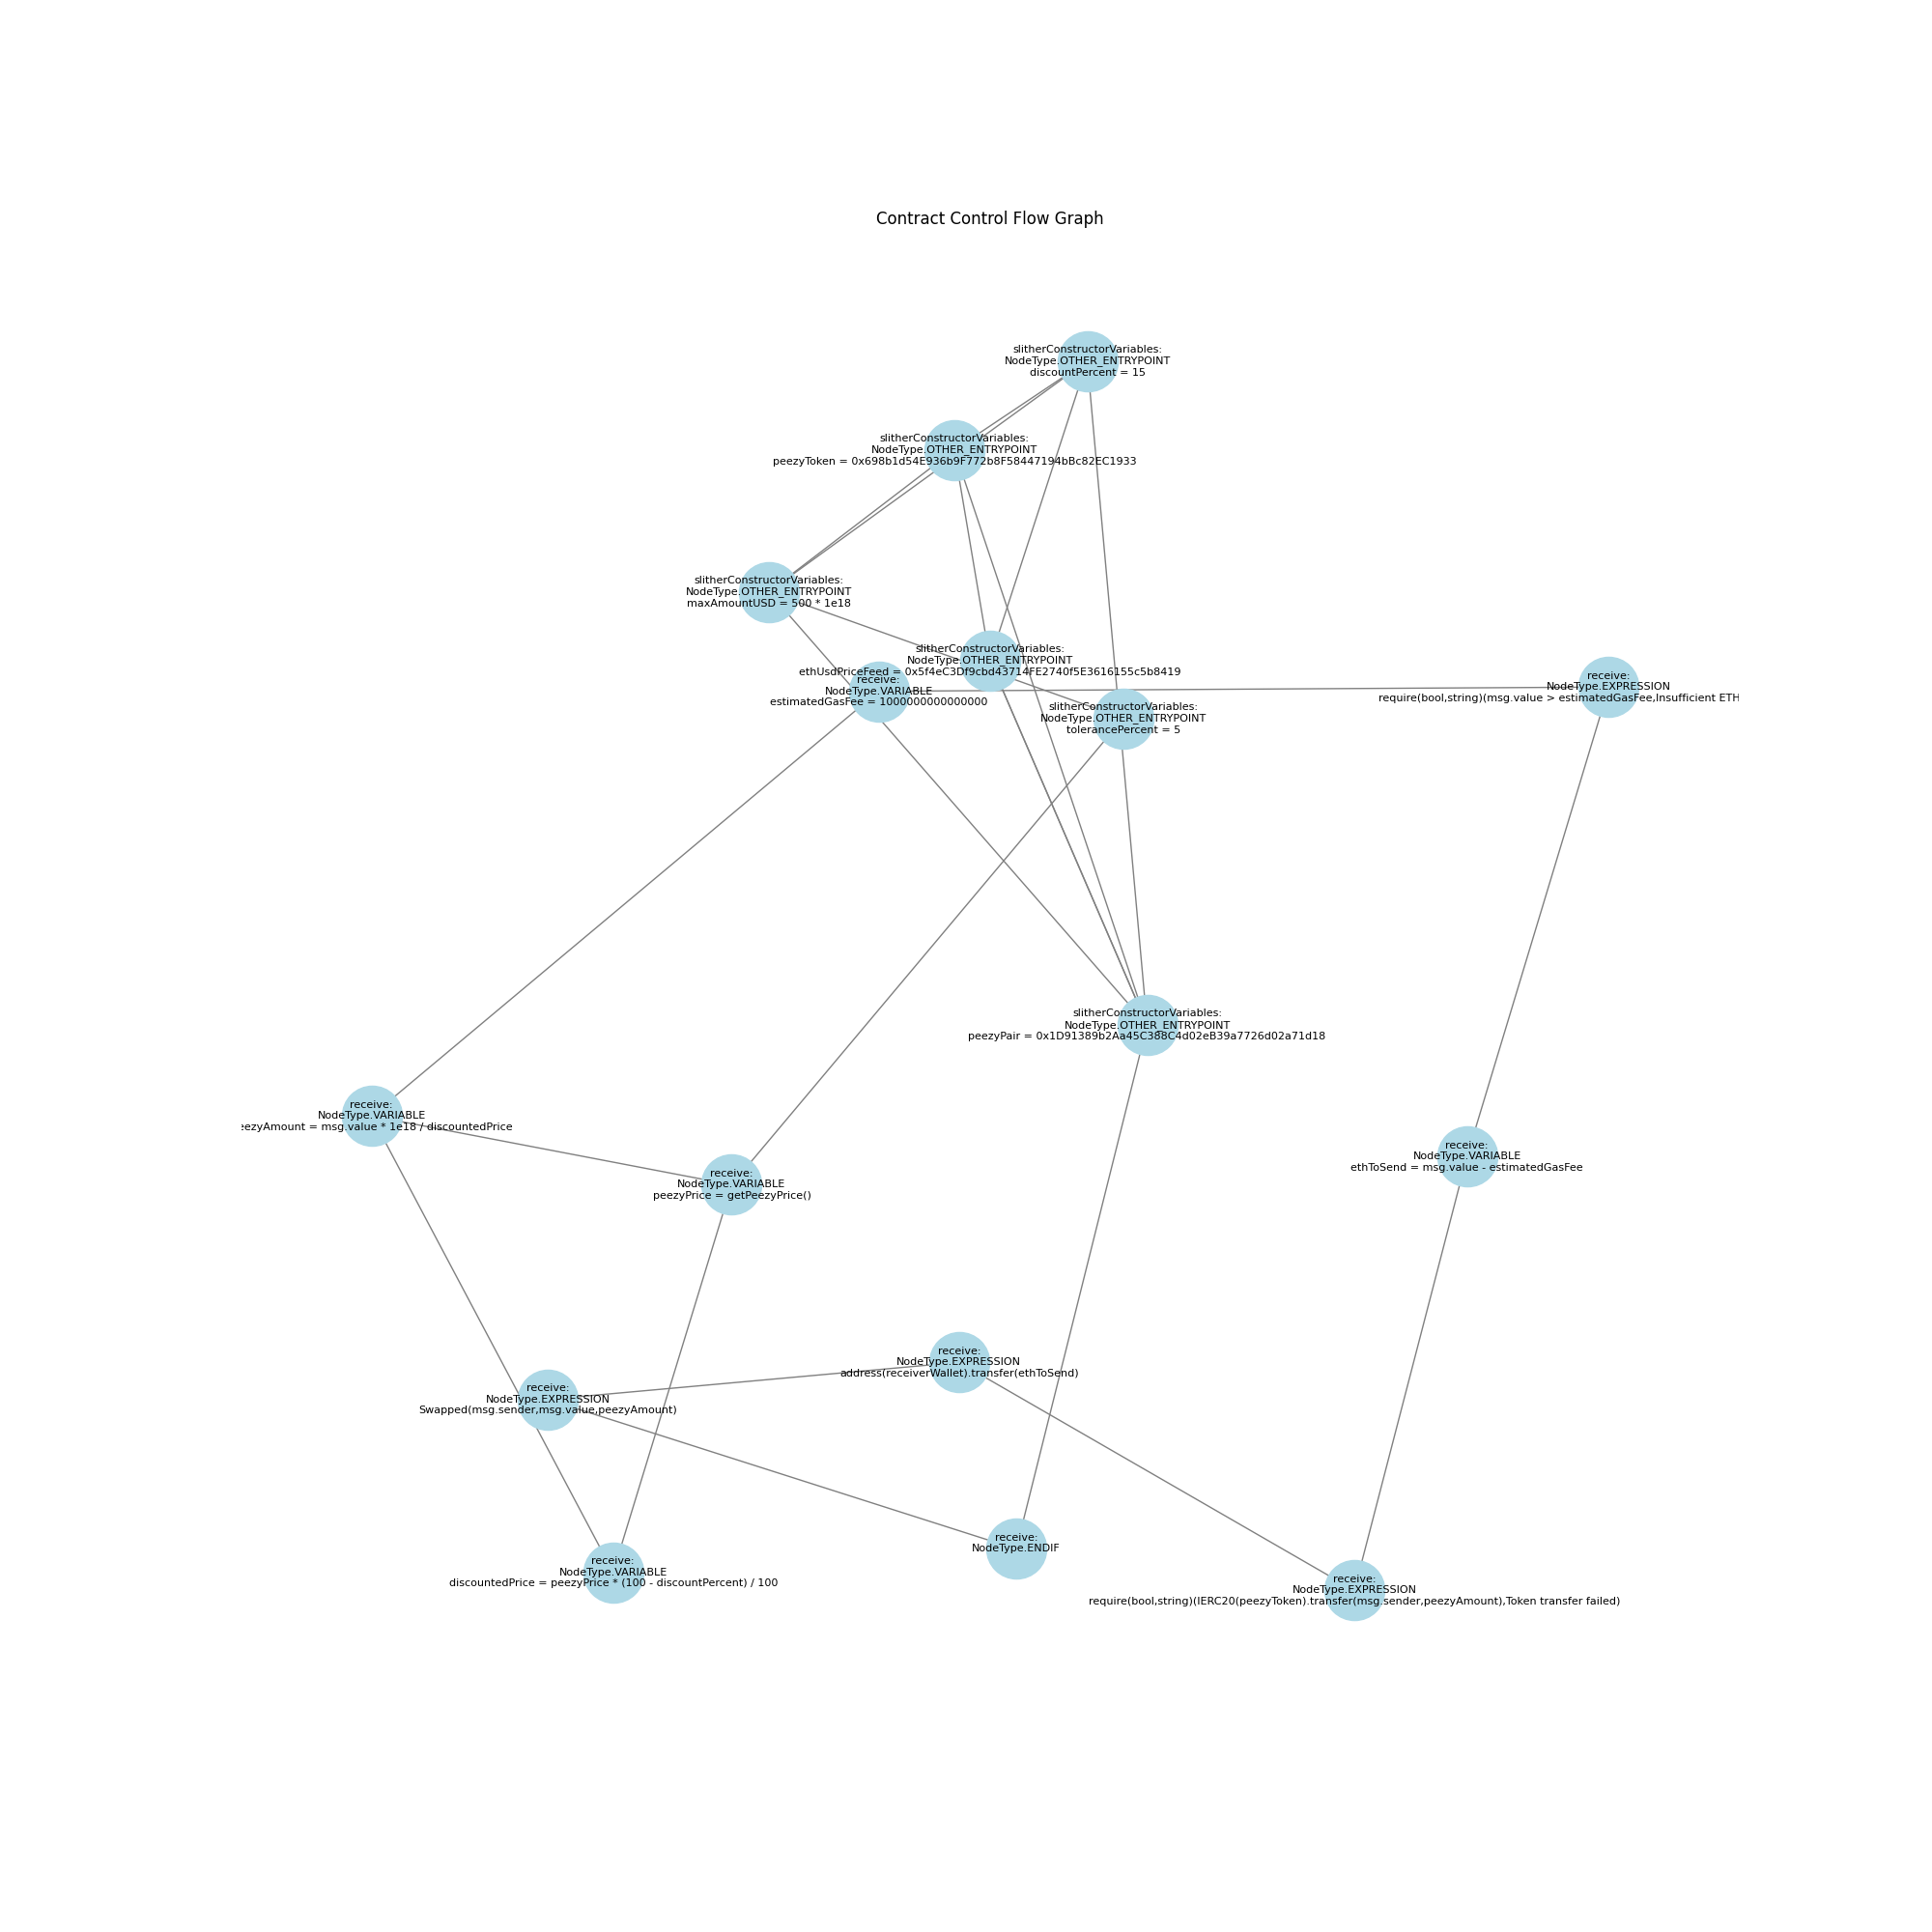 Contract Control Flow Graph
slitherConstructorVariables:
NodeType.OTHER_ENTRYPOINT
discountPercent = 15
slitherConstructorVariables:
NodeType.OTHER_ENTRYPOINT
peezyToken = 0x698b1d54E936b9F772b8F58447194bBc82EC1933
slitherConstructorVariables:
NodeType.OTHER_ENTRYPOINT
maxAmountUSD = 500 * 1e18
slitherConstructorVariables:
NodeType.OTHER_ENTRYPOINT
ethUsdPriceFeed = 0x5f4eC3Df9cbd43714FE2740f5E3616155c5b8419
receive:
NodeType.VARIABLE
estimatedGasFee = 1000000000000000
receive:
NodeType.EXPRESSION
require(bool,string)(msg.value > estimatedGasFee,Insufficient ETH
slitherConstructorVariables:
NodeType.OTHER_ENTRYPOINT
tolerancePercent = 5
slitherConstructorVariables:
NodeType.OTHER_ENTRYPOINT
peezyPair = 0x1D91389b2Aa45C388C4d02eB39a7726d02a71d18
receive:
NodeType.VARIABLE
eezyAmount = msg.value * 1e18 / discountedPrice
receive:
NodeType.VARIABLE
ethToSend = msg.value - estimatedGasFee
receive:
NodeType.VARIABLE
peezyPrice = getPeezyPrice()
receive:
NodeType.EXPRESSION
address(receiverWallet).transfer(ethToSend)
receive:
NodeType.EXPRESSION
Swapped(msg.sender,msg.value,peezyAmount)
receive:
NodeType.ENDIF
receive:
NodeType.VARIABLE
discountedPrice = peezyPrice * (100 - discountPercent) / 100
receive:
NodeType.EXPRESSION
require(bool,string)(IERC20(peezyToken).transfer(msg.sender,peezyAmount),Token transfer failed)